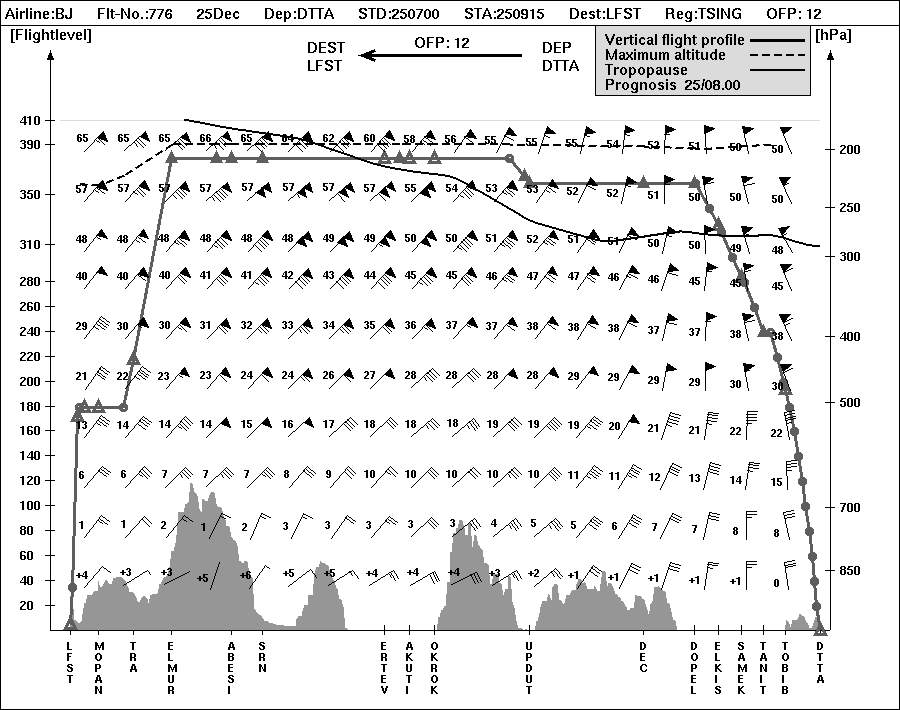 Airline:BJ Flt-No.:776 25Dec Dep:DTTA STD:250700 STA:250915 Dest:LFST Reg:TSING OFP: 12
[Flightlevel] [hPa]
DEST OFP: 12 DEP
LFST DTTA
Vertical flight profile
Maximum altitude
Tropopause
Prognosis 25/08.00
410
390 65 65 65 66 65 64 62 60 58 56 55 55 55 54 53 51 50 50 200
350 57 57 57 57 57 57 57 57 55 54 53 53 52 52 51 50 50 50 250
310 48 48 48 48 48 49 49 50 50 51 52 51 51 50 50 49 48 300
280 40 40 40 41 41 42 43 44 45 45 46 47 47 46 46 45 45 45
260
240 29 30 30 31 32 33 34 35 36 37 37 38 38 38 37 37 38 38 400
220
200 21 22 23 23 24 24 26 27 28 28 28 28 29 29 29 29 30 30
180 500
160 13 14 14 14 15 16 17 18 18 18 19 19 19 20 21 21 22 22
140
120 6 6 7 7 7 8 9 10 10 10 10 10 11 11 12 13 14 15
100 700
80 1 1 2 1 2 3 3 3 3 3 4 5 5 6 7 7 8 8
60
40 +4 +3 +3 +5 +6 +5 +5 +4 +4 +4 +3 +2 +1 +1 +1 +1 +1 0 850
20
LFST MOPAN TRA ELMUR ABESI SRN ERTEV AKUTI OKROK UPDUT DEC DOPEL ELKIS SAMEK TANIT TOBIB DTTA